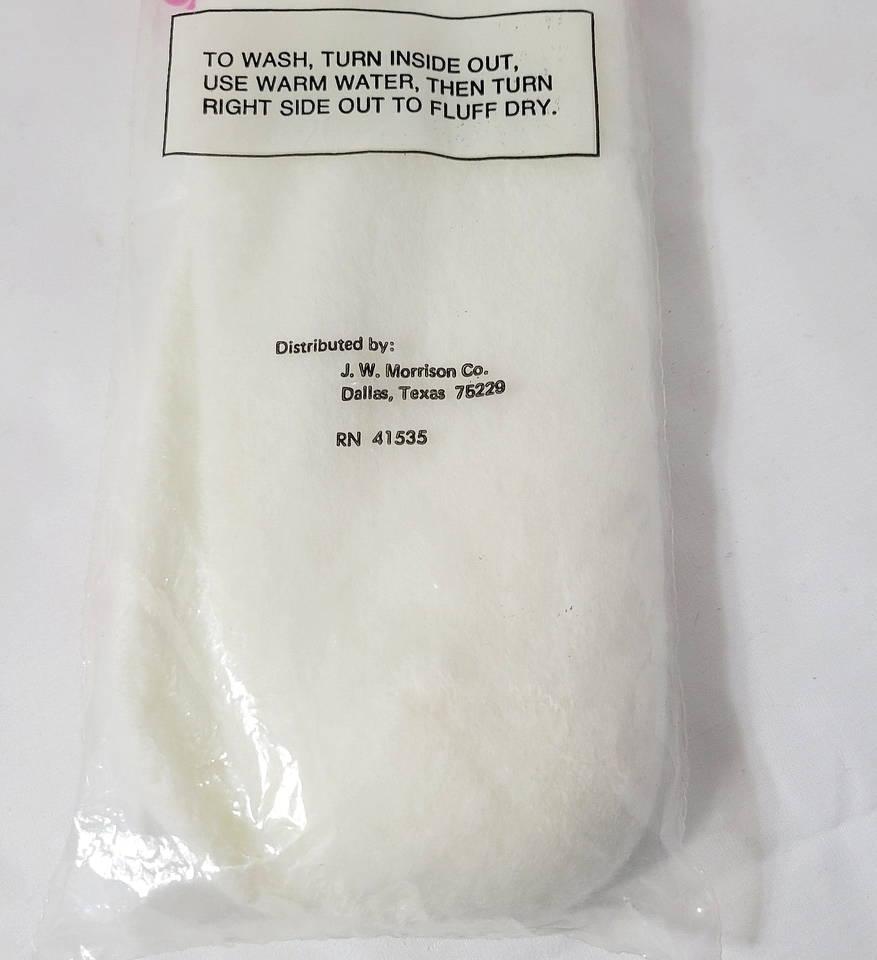 TO WASH, TURN INSIDE OUT,
USE WARM WATER, THEN TURN
RIGHT SIDE OUT TO FLUFF DRY.
Distributed by:
J. W. Morrison Co.
Dallas, Texas 75229
RN 41535